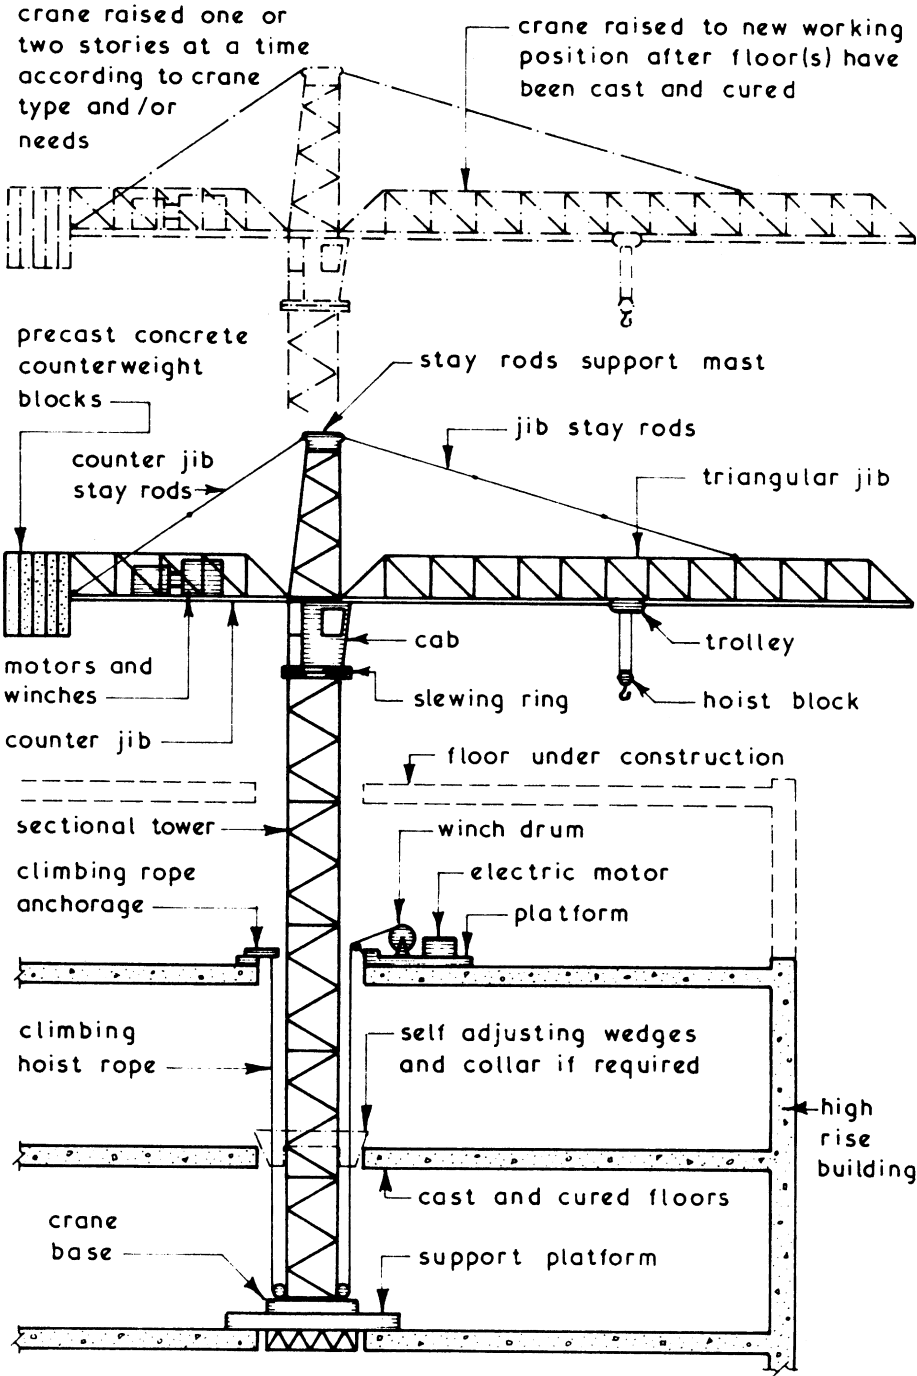 crane raised one or
two stories at a time
according to crane
type and/or
needs
crane raised to new working
position after floor(s) have
been cast and cured
precast concrete
counterweight
blocks
stay rods support mast
jib stay rods
counter jib
stay rods
triangular jib
cab
trolley
motors and
winches
slewing ring
hoist block
counter jib
floor under construction
sectional tower
winch drum
climbing rope
anchorage
electric motor
platform
climbing
hoist rope
self adjusting wedges
and collar if required
high
rise
building
cast and cured floors
crane
base
support platform